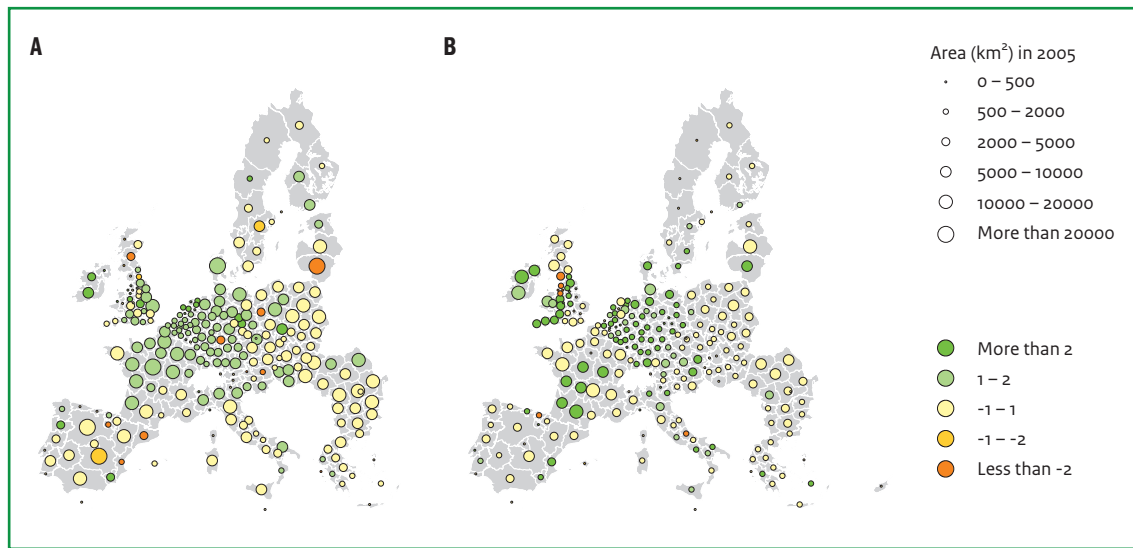 A
B
Area (km²) in 2005
0 – 500
500 – 2000
2000 – 5000
5000 – 10000
10000 – 20000
More than 20000
More than 2
1 – 2
-1 – 1
-1 – -2
Less than -2